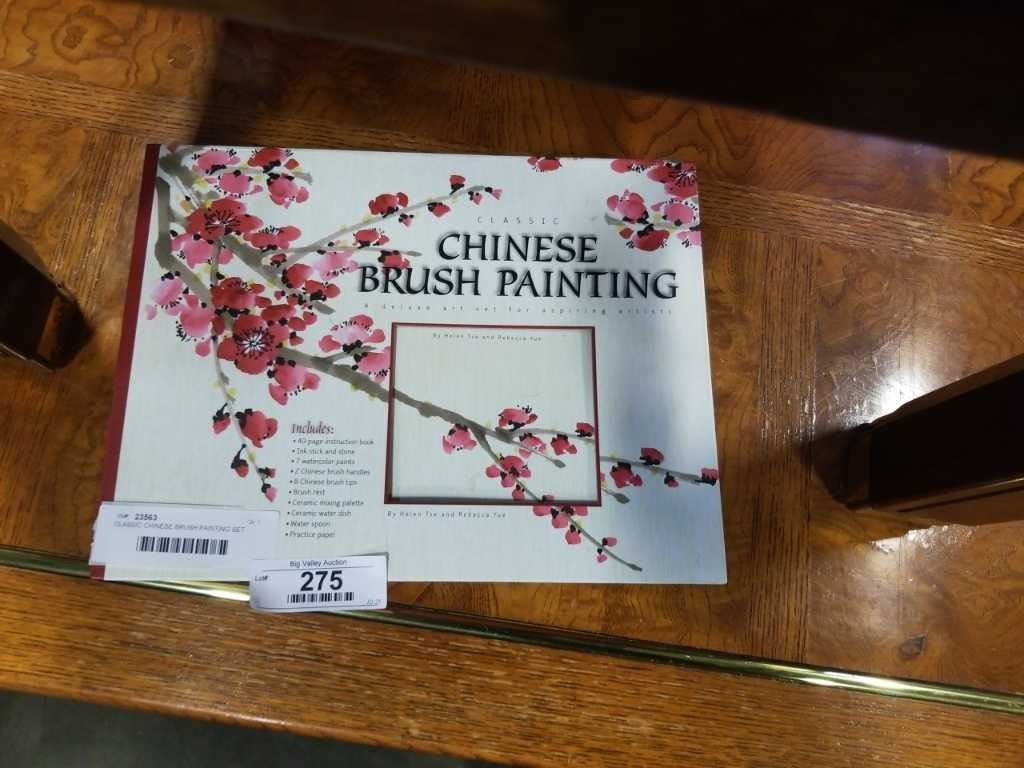 CLASSIC
CHINESE
BRUSH PAINTING
A deluxe art set for aspiring artists
By Helen Tse and Rebecca Yue
Includes:
• 40 page instruction book
• Ink stick and stone
• 7 watercolor paints
• 2 Chinese brush handles
• 8 Chinese brush tips
• Brush rest
• Ceramic mixing palette
• Ceramic water dish
• Water spoon
• Practice paper
By Helen Tse and Rebecca Yue
23563
CLASSIC CHINESE BRUSH PAINTING SET
Big Valley Auction
Lot# 275